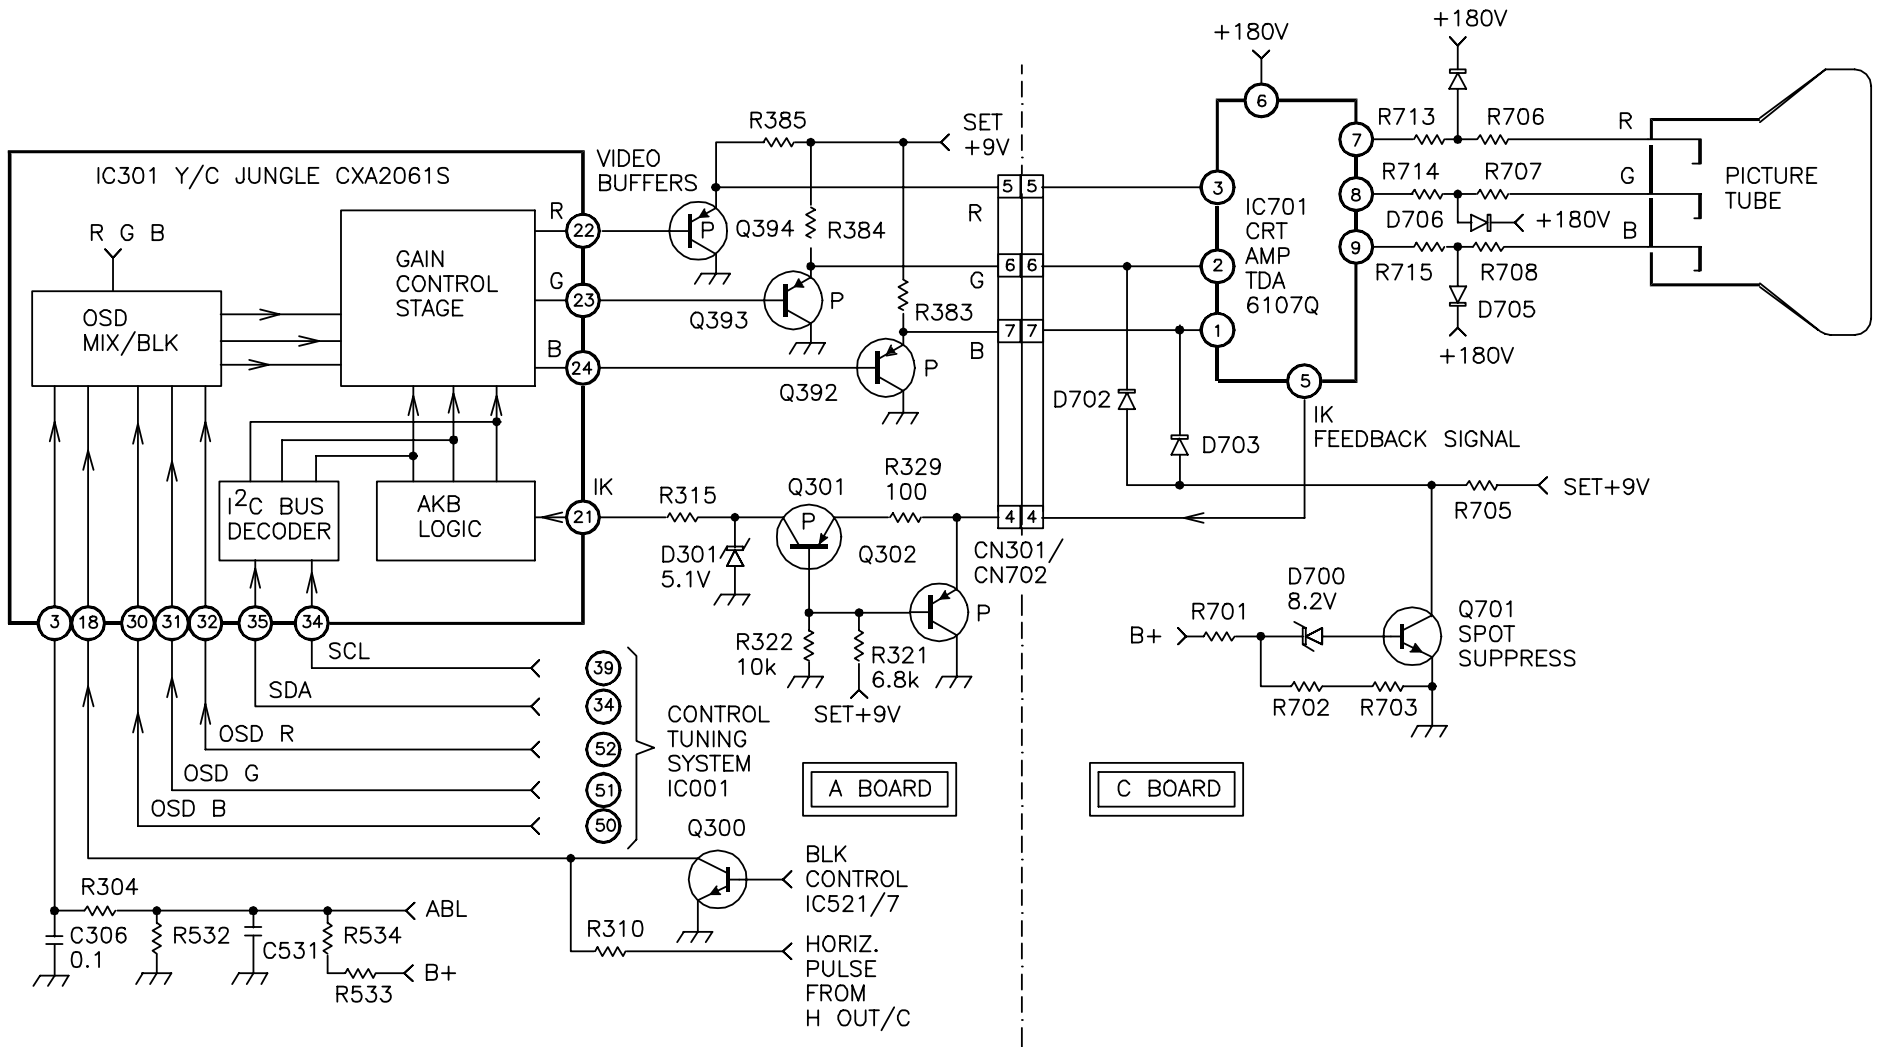 +180V
+180V
IC301 Y/C JUNGLE CXA2061S
R G B
OSD
MIX/BLK
GAIN
CONTROL
STAGE
I²C BUS
DECODER
AKB
LOGIC
R
22
G
23
B
24
IK
21
3
18
30
31
32
35
34
VIDEO
BUFFERS
R385
SET
+9V
P
Q394
R384
Q393
P
R383
Q392
P
R315
Q301
P
R329
100
D301
5.1V
Q302
P
R322
10k
R321
6.8k
SET+9V
5 5
R
6 6
G
7 7
B
4 4
CN301/
CN702
6
3
2
1
5
7
8
9
IC701
CRT
AMP
TDA
6107Q
R713
R706
R
R714
R707
G
D706
+180V
B
R715
R708
D705
+180V
PICTURE
TUBE
D702
D703
IK
FEEDBACK SIGNAL
R705
SET+9V
D700
8.2V
R701
B+
R702
R703
Q701
SPOT
SUPPRESS
SCL
SDA
OSD R
OSD G
OSD B
39
34
52
51
50
CONTROL
TUNING
SYSTEM
IC001
A BOARD
C BOARD
Q300
BLK
CONTROL
IC521/7
R310
HORIZ.
PULSE
FROM
H OUT/C
R304
ABL
C306
0.1
R532
C531
R534
B+
R533